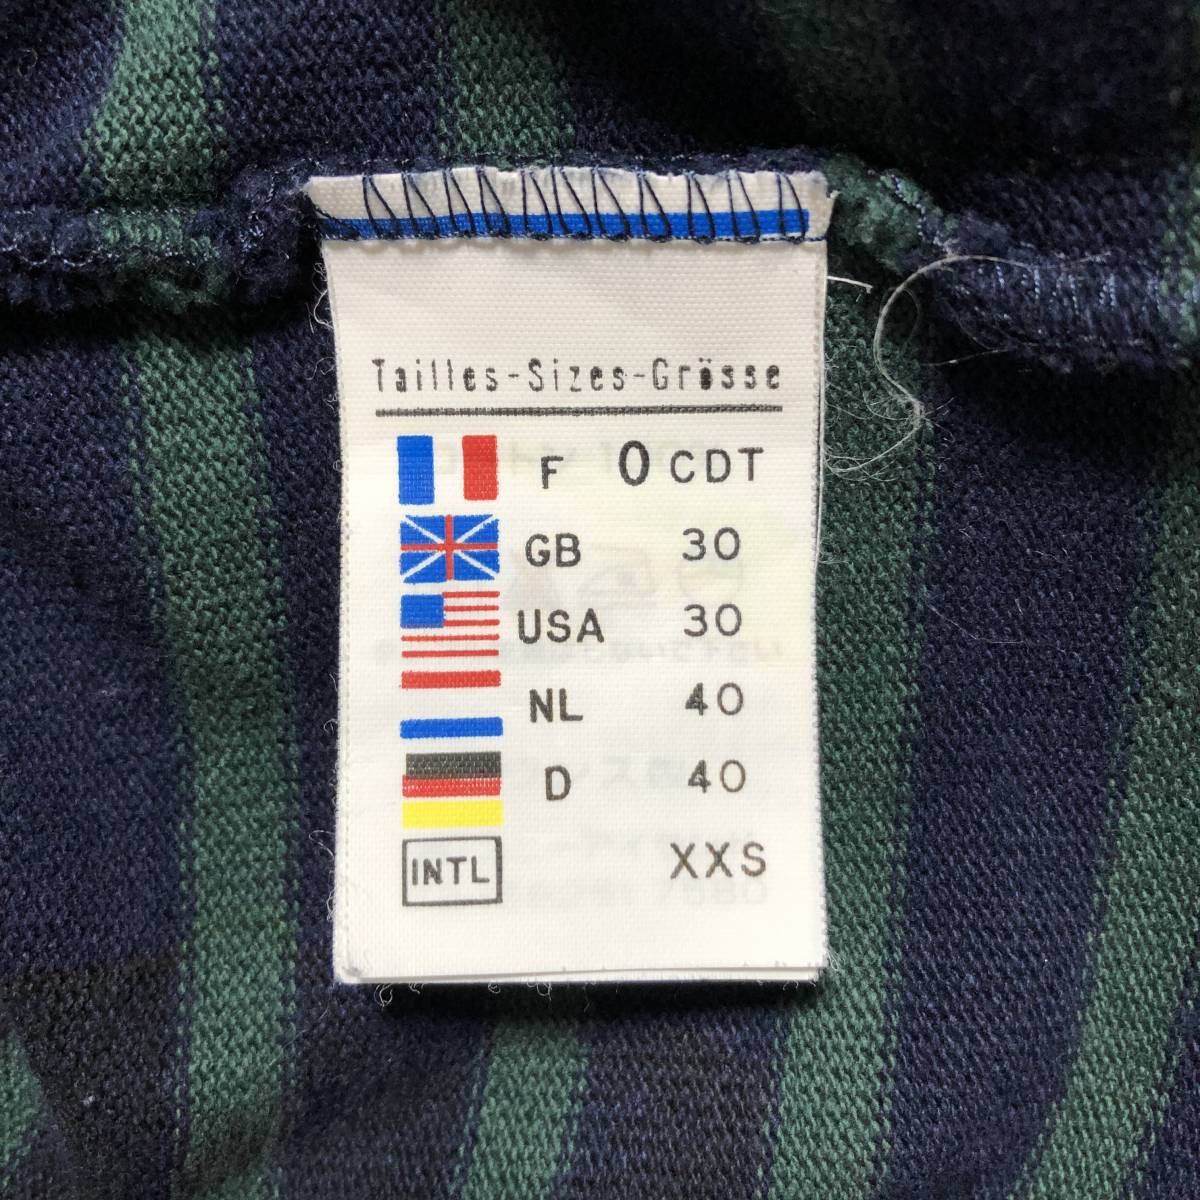 Tailles-Sizes-Grösse
F 0 CDT
GB 30
USA 30
NL 40
D 40
INTL XXS